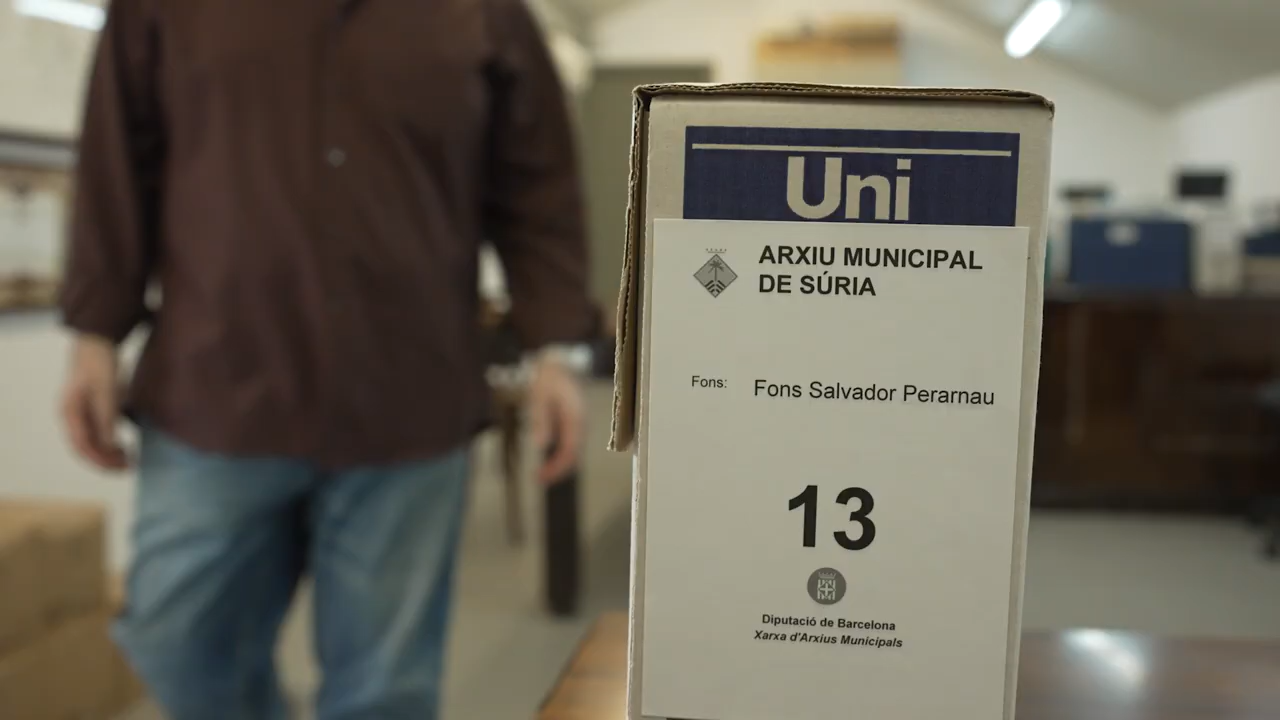 Uni
ARXIU MUNICIPAL
DE SÚRIA
Fons: Fons Salvador Perarnau
13
Diputació de Barcelona
Xarxa d'Arxius Municipals